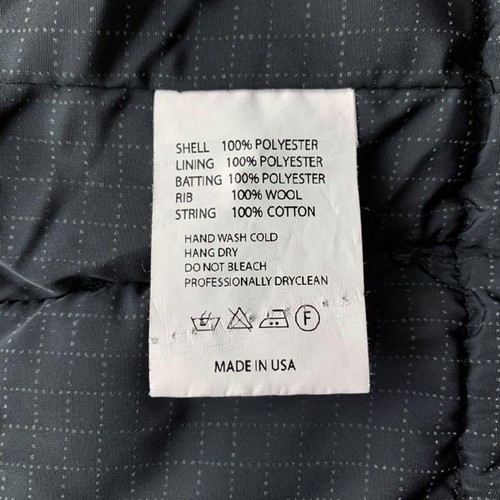 SHELL 100% POLYESTER
LINING 100% POLYESTER
BATTING 100% POLYESTER
RIB 100% WOOL
STRING 100% COTTON
HAND WASH COLD
HANG DRY
DO NOT BLEACH
PROFESSIONALLY DRYCLEAN
F
MADE IN USA